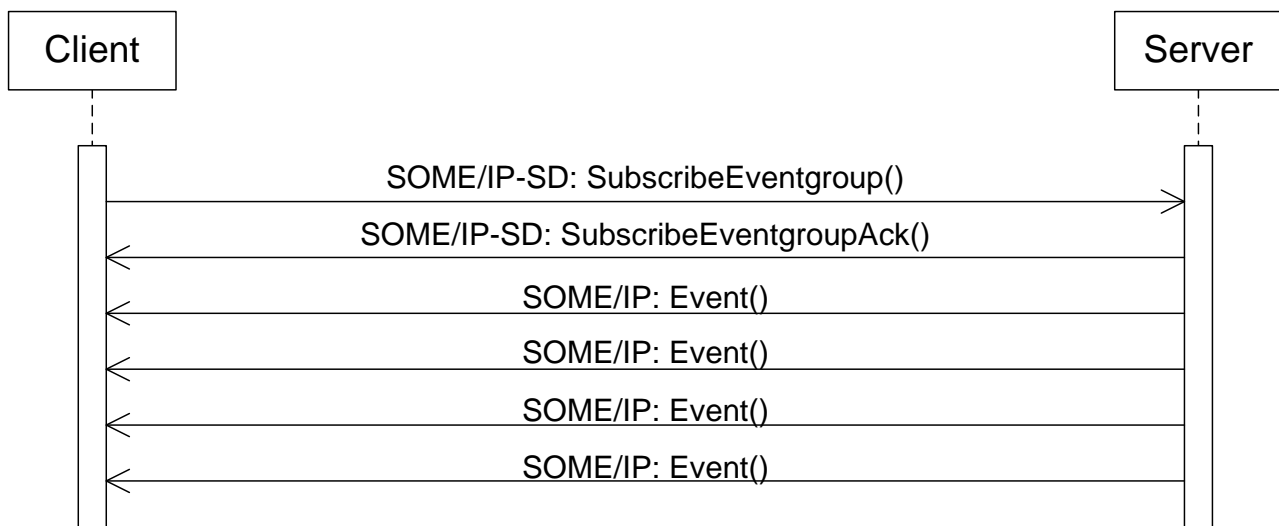 Client
Server
SOME/IP-SD: SubscribeEventgroup()
SOME/IP-SD: SubscribeEventgroupAck()
SOME/IP: Event()
SOME/IP: Event()
SOME/IP: Event()
SOME/IP: Event()